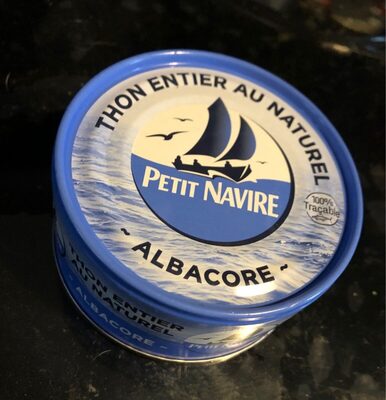 THON ENTIER AU NATUREL
PETIT NAVIRE
100%
Traçable
~ ALBACORE ~
THON ENTIER
AU NATUREL
ALBACORE